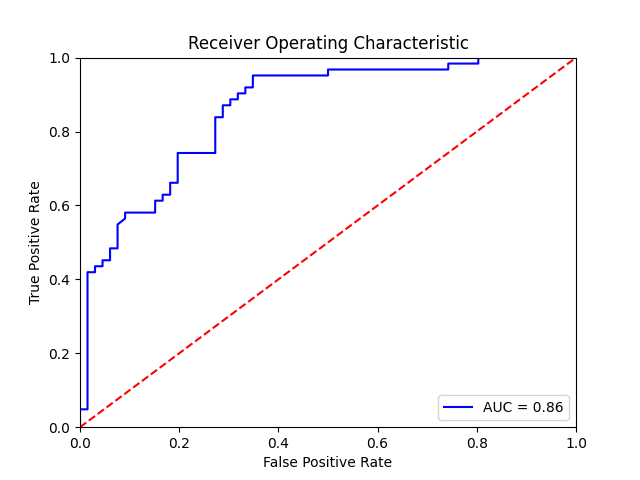 Receiver Operating Characteristic
True Positive Rate
1.0
0.8
0.6
0.4
0.2
0.0
AUC = 0.86
0.0 0.2 0.4 0.6 0.8 1.0
False Positive Rate